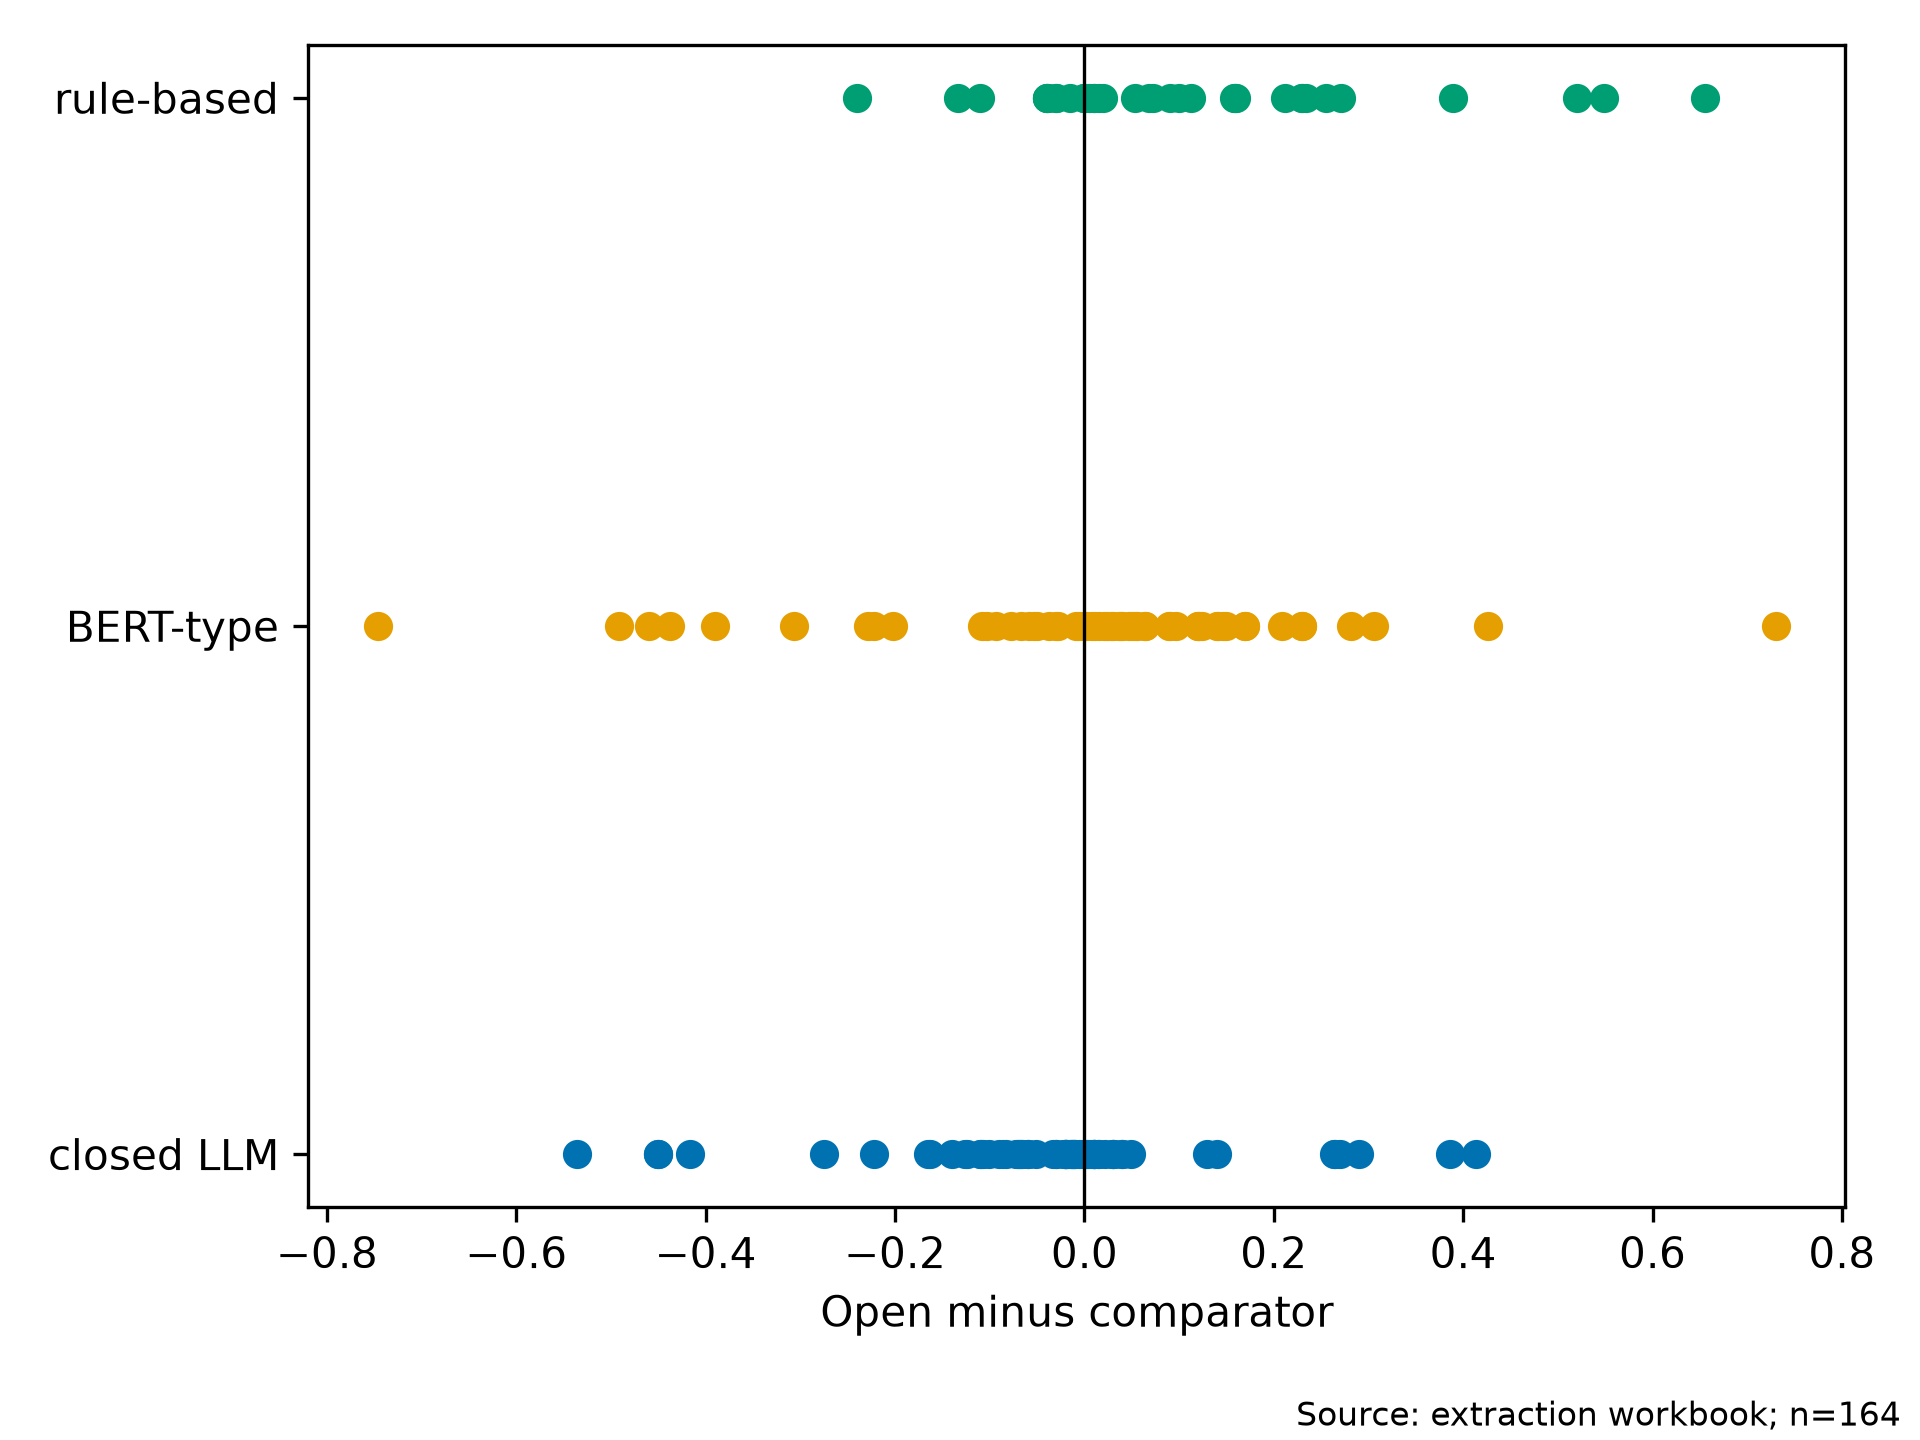 rule-based
BERT-type
closed LLM
−0.8 −0.6 −0.4 −0.2 0.0 0.2 0.4 0.6 0.8
Open minus comparator
Source: extraction workbook; n=164